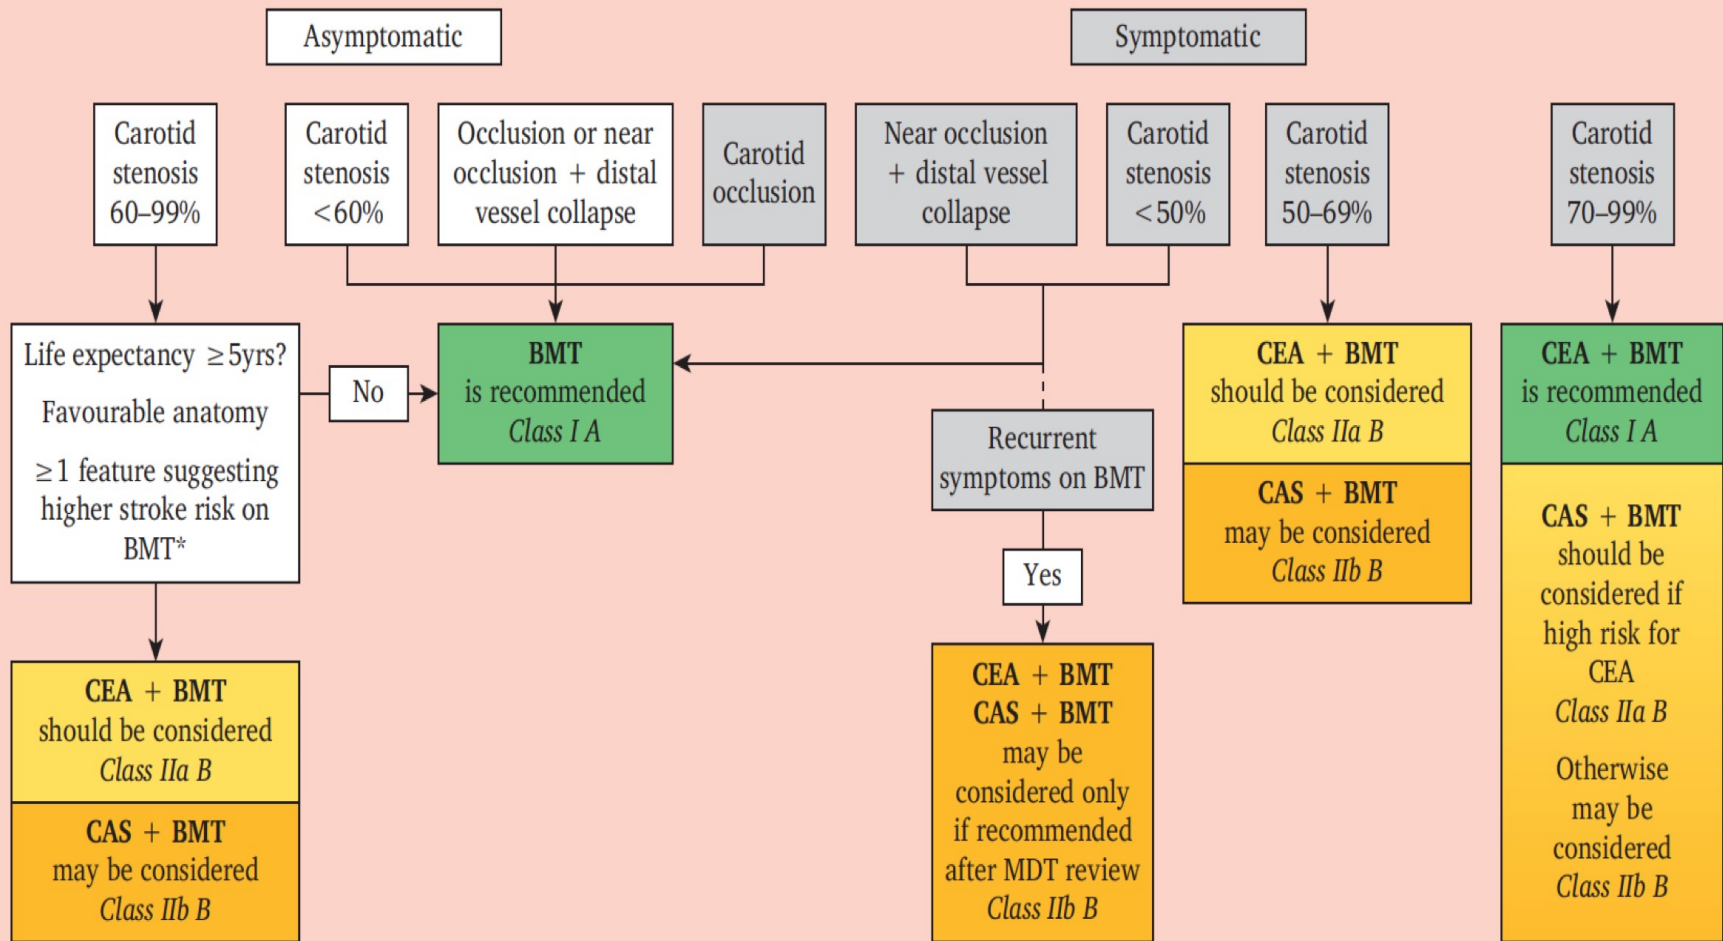 Asymptomatic
Symptomatic
Carotid
stenosis
60–99%
Carotid
stenosis
<60%
Occlusion or near
occlusion + distal
vessel collapse
Carotid
occlusion
Near occlusion
+ distal vessel
collapse
Carotid
stenosis
<50%
Carotid
stenosis
50–69%
Carotid
stenosis
70–99%
Life expectancy ≥5yrs?
Favourable anatomy
≥1 feature suggesting
higher stroke risk on
BMT*
No
BMT
is recommended
Class I A
Recurrent
symptoms on BMT
Yes
CEA + BMT
should be considered
Class IIa B
CAS + BMT
may be considered
Class IIb B
CEA + BMT
CAS + BMT
may be
considered only
if recommended
after MDT review
Class IIb B
CEA + BMT
should be considered
Class IIa B
CAS + BMT
may be considered
Class IIb B
CEA + BMT
is recommended
Class I A
CAS + BMT
should be
considered if
high risk for
CEA
Class IIa B
Otherwise
may be
considered
Class IIb B